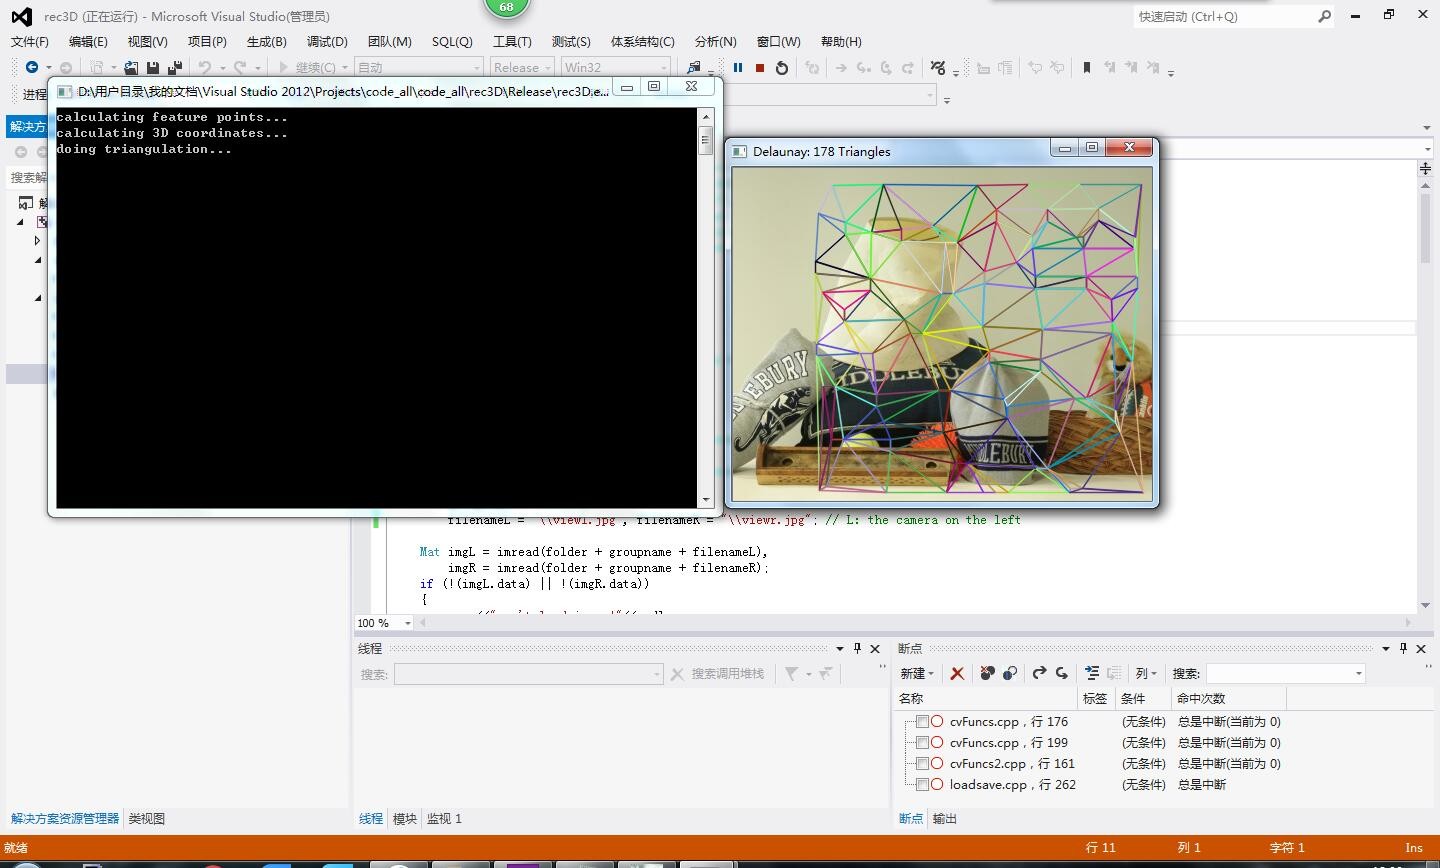 68
rec3D (正在运行) - Microsoft Visual Studio(管理员)
快速启动 (Ctrl+Q)
文件(F) 编辑(E) 视图(V) 项目(P) 生成(B) 调试(D) 团队(M) SQL(Q) 工具(T) 测试(S) 体系结构(C) 分析(N) 窗口(W) 帮助(H)
继续(C) 自动 Release Win32
进程
D:\用户目录\我的文档\Visual Studio 2012\Projects\code_all\code_all\rec3D\Release\rec3D.e...
calculating feature points...
calculating 3D coordinates...
doing triangulation...
解决方
搜索解
Delaunay: 178 Triangles
DLEBURY
MIDDLEBU
DLEBURY
filenameL = "\\viewl.jpg", filenameR = "\\viewr.jpg"; // L: the camera on the left
Mat imgL = imread(folder + groupname + filenameL),
imgR = imread(folder + groupname + filenameR);
if (!(imgL.data) || !(imgR.data))
{
100 %
线程
搜索: 搜索调用堆栈
断点
新建 列 搜索:
名称 标签 条件 命中次数
cvFuncs.cpp，行 176 (无条件) 总是中断(当前为 0)
cvFuncs.cpp，行 199 (无条件) 总是中断(当前为 0)
cvFuncs2.cpp，行 161 (无条件) 总是中断(当前为 0)
loadsave.cpp，行 262 (无条件) 总是中断
解决方案资源管理器 类视图
线程 模块 监视 1
断点 输出
就绪 行 11 列 1 字符 1 Ins